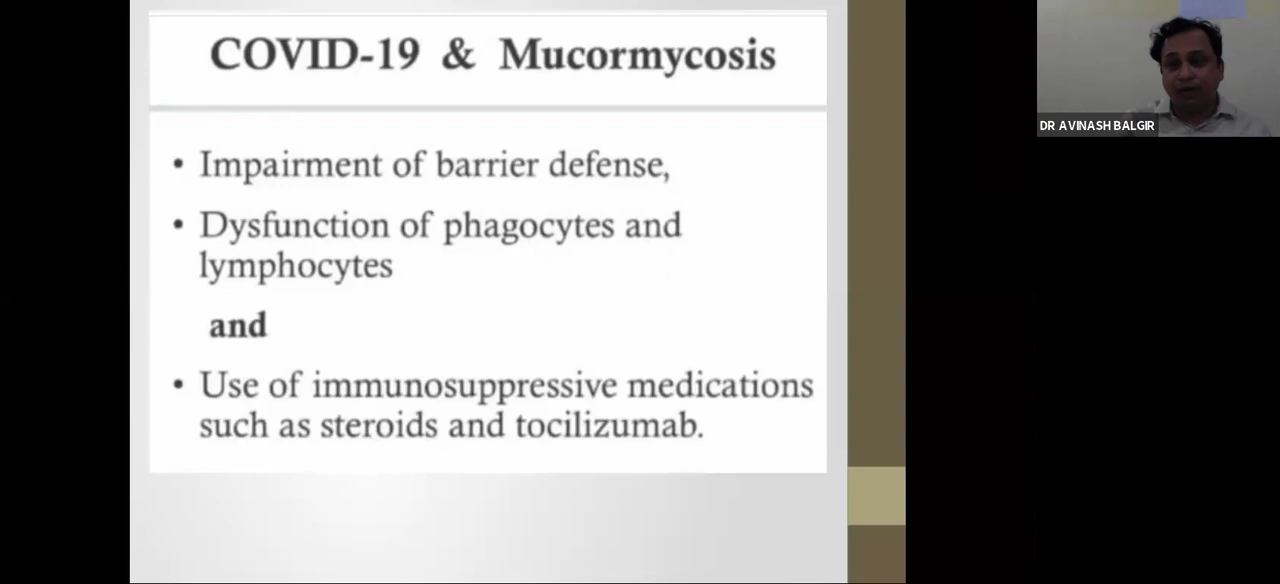 COVID-19 & Mucormycosis
• Impairment of barrier defense,
• Dysfunction of phagocytes and
lymphocytes
and
• Use of immunosuppressive medications
such as steroids and tocilizumab.
DR AVINASH BALGIR